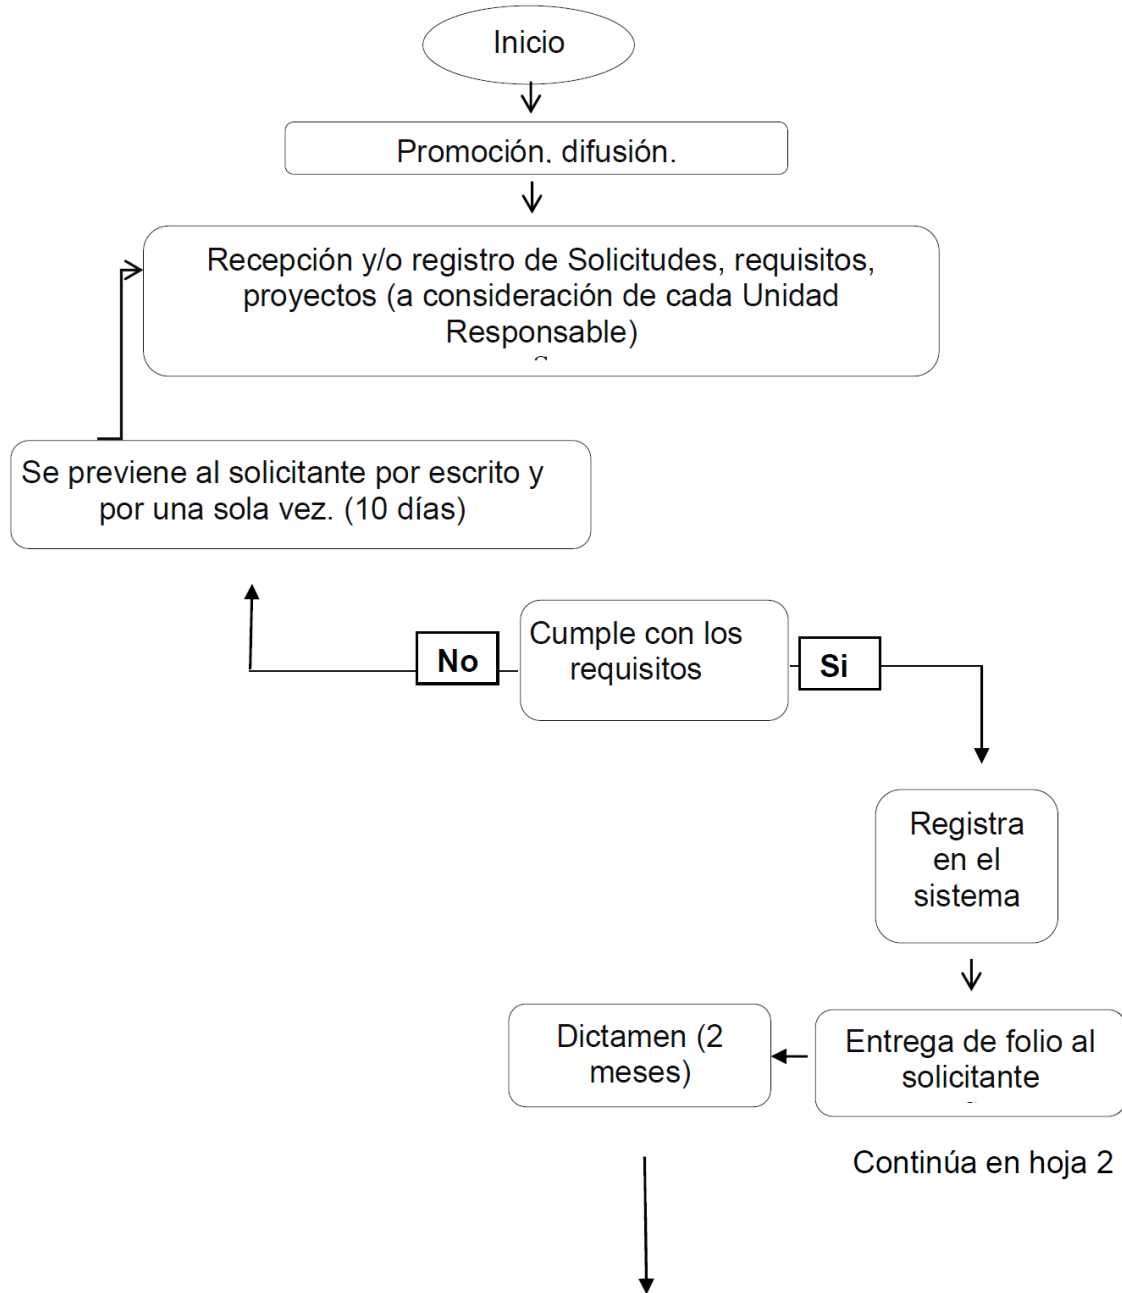 Inicio
Promoción, difusión.
Recepción y/o registro de Solicitudes, requisitos,
proyectos (a consideración de cada Unidad
Responsable)
Se previene al solicitante por escrito y
por una sola vez. (10 días)
Cumple con los
requisitos
No
Si
Registra
en el
sistema
Entrega de folio al
solicitante
Dictamen (2
meses)
Continúa en hoja 2